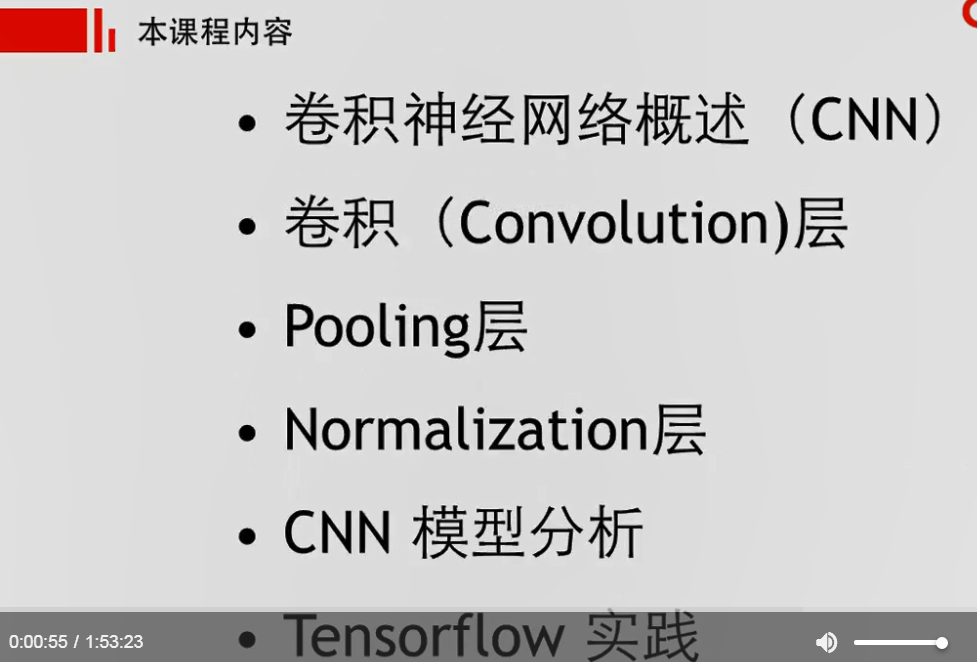 本课程内容
• 卷积神经网络概述（CNN）
• 卷积（Convolution)层
• Pooling层
• Normalization层
• CNN 模型分析
• Tensorflow 实践
0:00:55 / 1:53:23